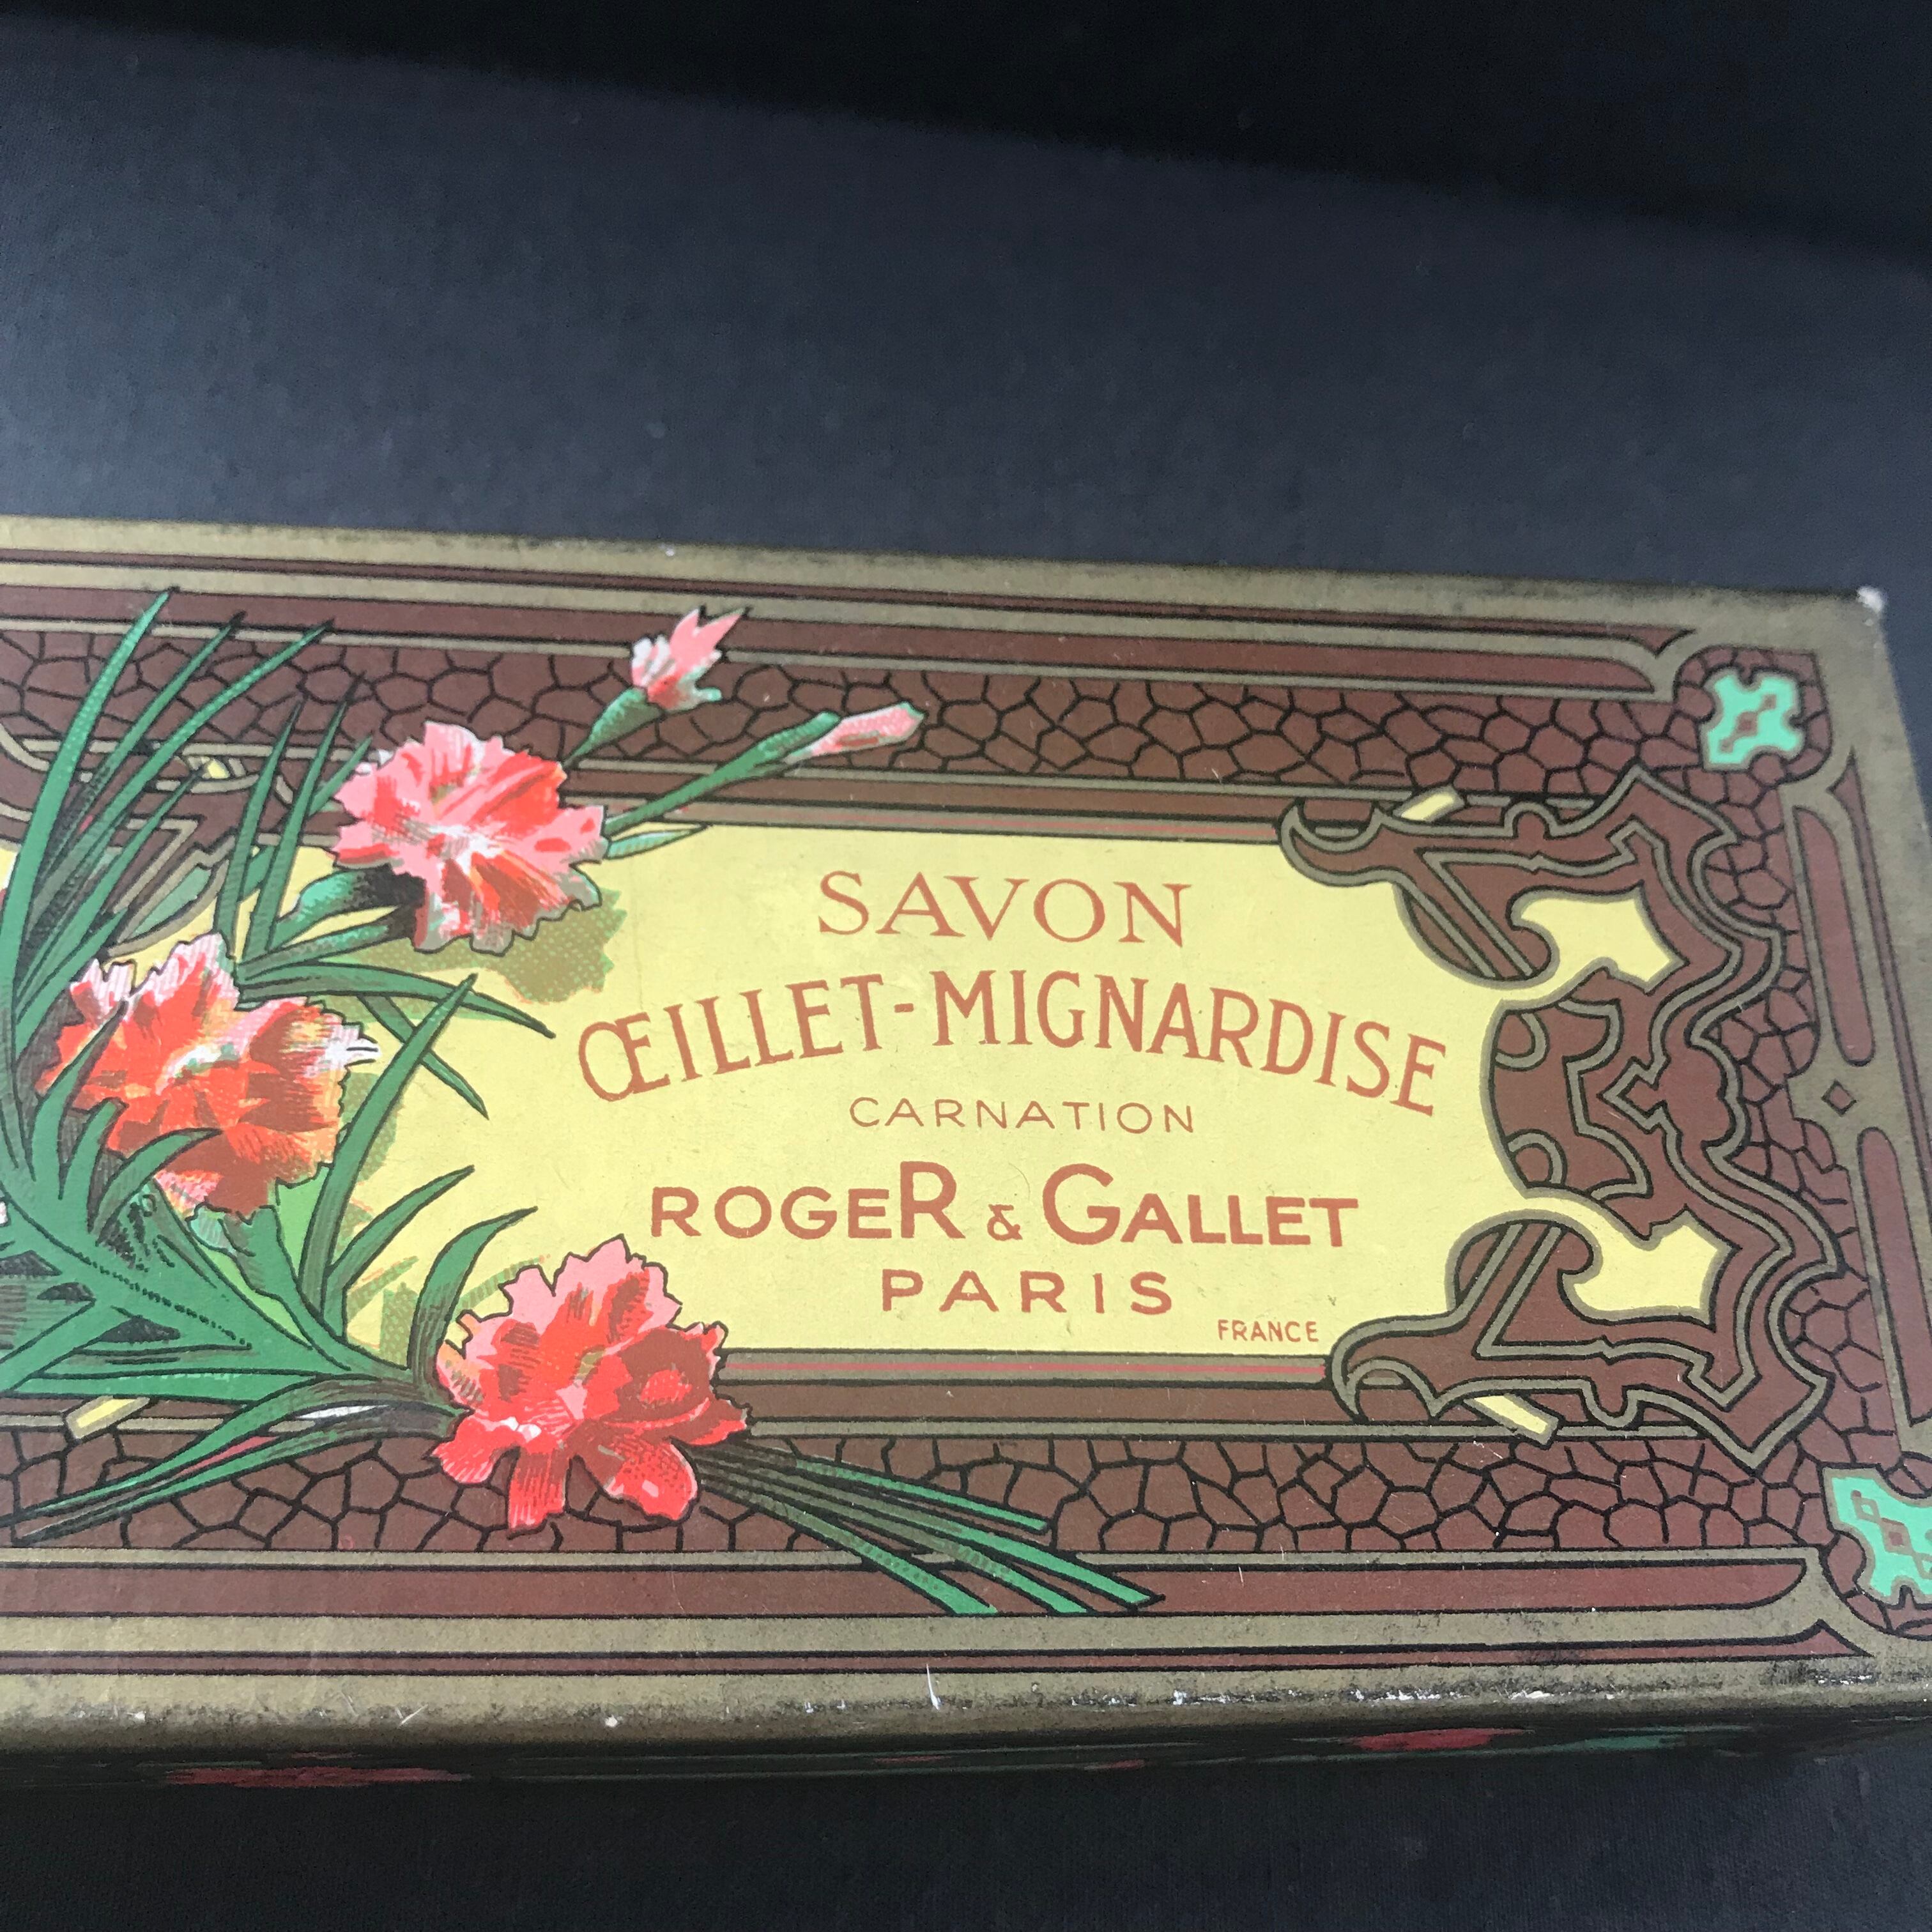 SAVON
ŒILLET-MIGNARDISE
CARNATION
ROGER & GALLET
PARIS
FRANCE